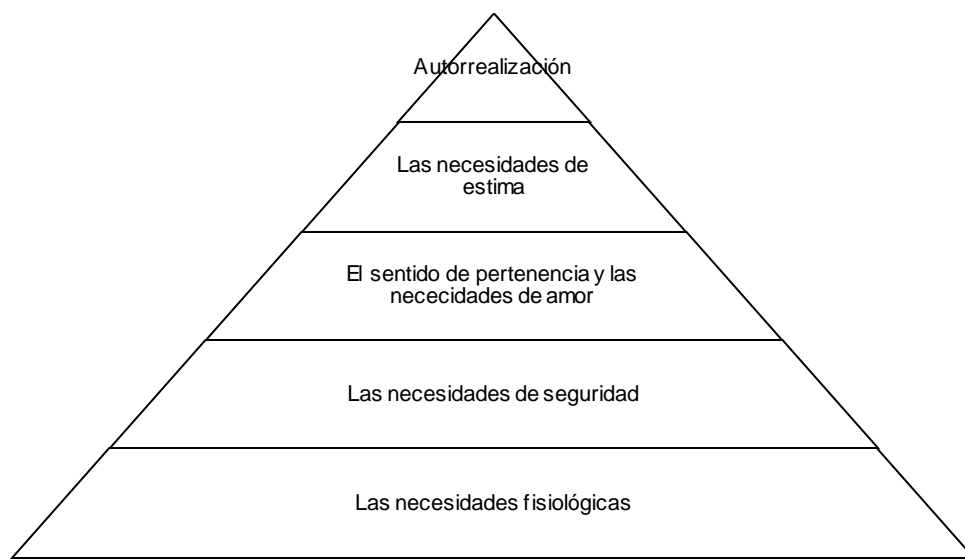 Autorrealización
Las necesidades de
estima
El sentido de pertenencia y las
nececidades de amor
Las necesidades de seguridad
Las necesidades fisiológicas